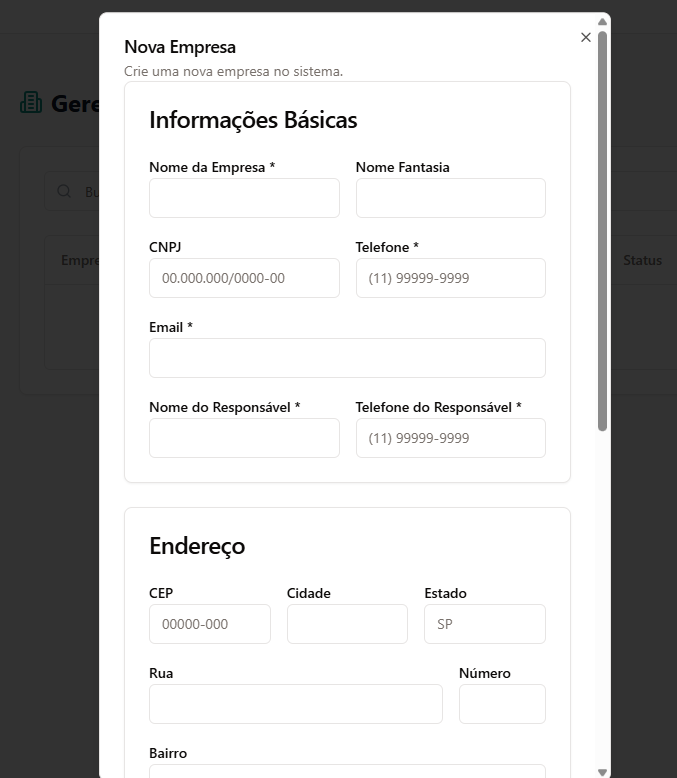 Nova Empresa
Crie uma nova empresa no sistema.
Gere
Informações Básicas
Nome da Empresa * Nome Fantasia
Bu
CNPJ Telefone *
Empre Status
00.000.000/0000-00 (11) 99999-9999
Email *
Nome do Responsável * Telefone do Responsável *
(11) 99999-9999
Endereço
CEP Cidade Estado
00000-000 SP
Rua Número
Bairro